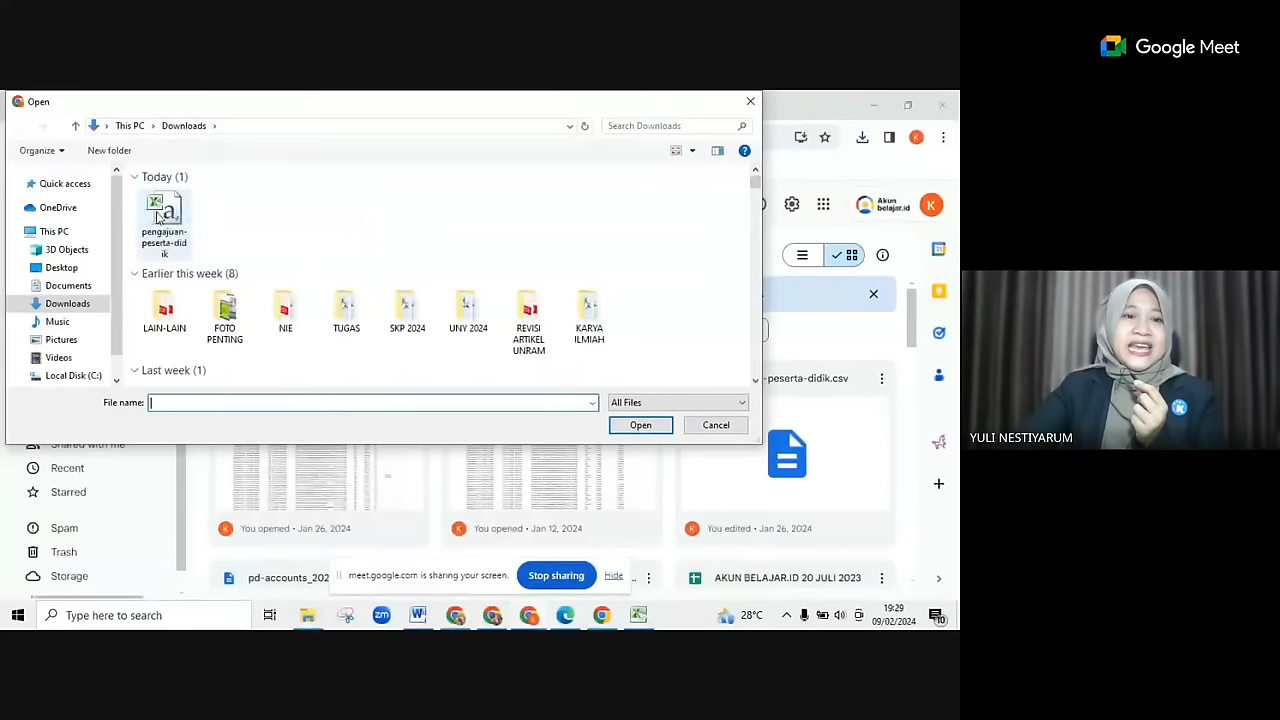 Google Meet
Open
This PC
Downloads
Search Downloads
Organize
New folder
Quick access
OneDrive
This PC
3D Objects
Desktop
Documents
Downloads
Music
Pictures
Videos
Local Disk (C:)
Today (1)
pengajuan-
peserta-did
ik
Earlier this week (8)
LAIN-LAIN
FOTO
PENTING
NIE
TUGAS
SKP 2024
UNY 2024
REVISI
ARTIKEL
UNRAM
KARYA
ILMIAH
Last week (1)
File name:
All Files
Open
Cancel
K
Akun
belajar.id
K
-peserta-didik.csv
Shared with me
Recent
Starred
Spam
Trash
Storage
K You opened • Jan 26, 2024
K You opened • Jan 12, 2024
K You edited • Jan 26, 2024
pd-accounts_202
AKUN BELAJAR.ID 20 JULI 2023
meet.google.com is sharing your screen.
Stop sharing
Hide
Type here to search
zm
28°C
19:29
09/02/2024
YULI NESTIYARUM